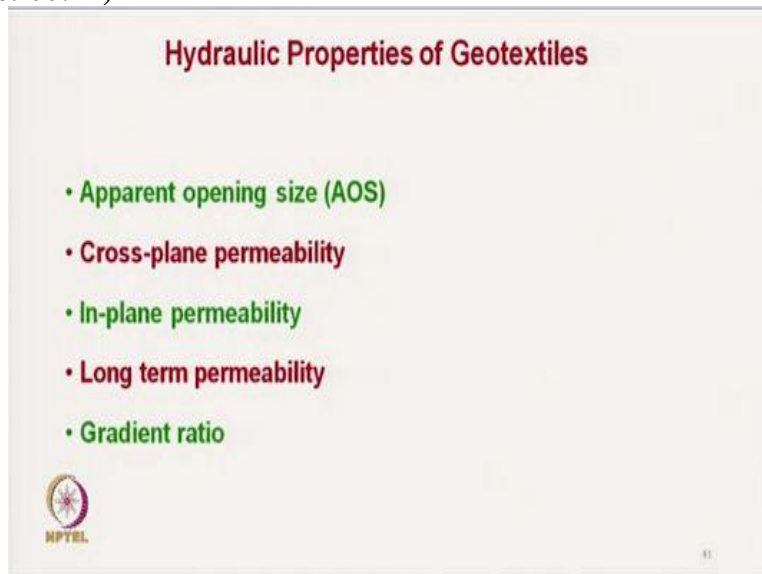 Hydraulic Properties of Geotextiles
• Apparent opening size (AOS)
• Cross-plane permeability
• In-plane permeability
• Long term permeability
• Gradient ratio
NPTEL
41